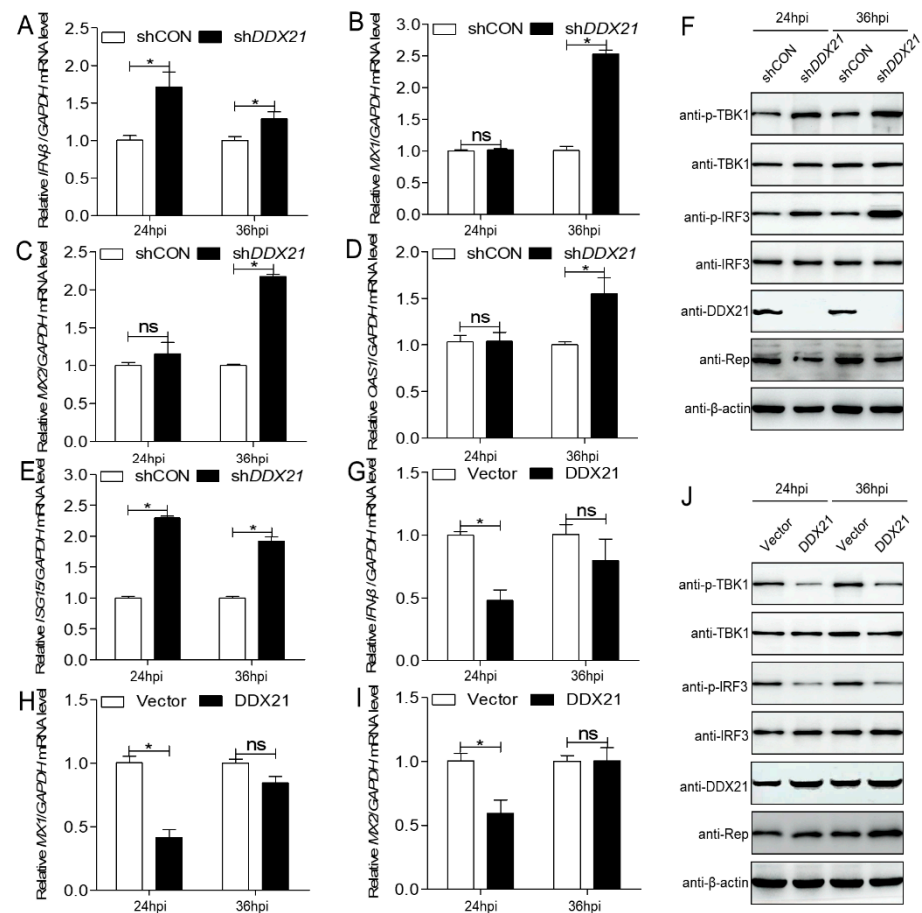 A
shCON shDDX21
Relative IFN-β/GAPDH mRNA level
2.5
2.0
1.5
1.0
0.5
0.0
*
*
24hpi 36hpi
B
shCON shDDX21
Relative MX1/GAPDH mRNA level
3.0
2.5
2.0
1.5
1.0
0.5
0.0
ns
*
24hpi 36hpi
C
shCON shDDX21
Relative MX2/GAPDH mRNA level
2.5
2.0
1.5
1.0
0.5
0.0
ns
*
24hpi 36hpi
D
shCON shDDX21
Relative OAS1/GAPDH mRNA level
2.0
1.5
1.0
0.5
0.0
ns
*
24hpi 36hpi
E
shCON shDDX21
Relative ISG15/GAPDH mRNA level
3.0
2.5
2.0
1.5
1.0
0.5
0.0
*
*
24hpi 36hpi
F
24hpi 36hpi
shCON shDDX21 shCON shDDX21
anti-p-TBK1
anti-TBK1
anti-p-IRF3
anti-IRF3
anti-DDX21
anti-Rep
anti-β-actin
G
Vector DDX21
Relative IFN-β/GAPDH mRNA level
1.5
1.0
0.5
0.0
*
ns
24hpi 36hpi
H
Vector DDX21
Relative MX1/GAPDH mRNA level
1.5
1.0
0.5
0.0
*
ns
24hpi 36hpi
I
Vector DDX21
Relative MX2/GAPDH mRNA level
1.5
1.0
0.5
0.0
*
ns
24hpi 36hpi
J
24hpi 36hpi
Vector DDX21 Vector DDX21
anti-p-TBK1
anti-TBK1
anti-p-IRF3
anti-IRF3
anti-DDX21
anti-Rep
anti-β-actin